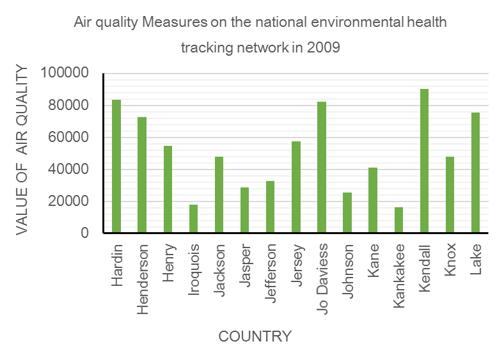 Air quality Measures on the national environmental health
tracking network in 2009
VALUE OF AIR QUALITY
100000
80000
60000
40000
20000
0
Hardin
Henderson
Henry
Iroquois
Jackson
Jasper
Jefferson
Jersey
Jo Daviess
Johnson
Kane
Kankakee
Kendall
Knox
Lake
COUNTRY